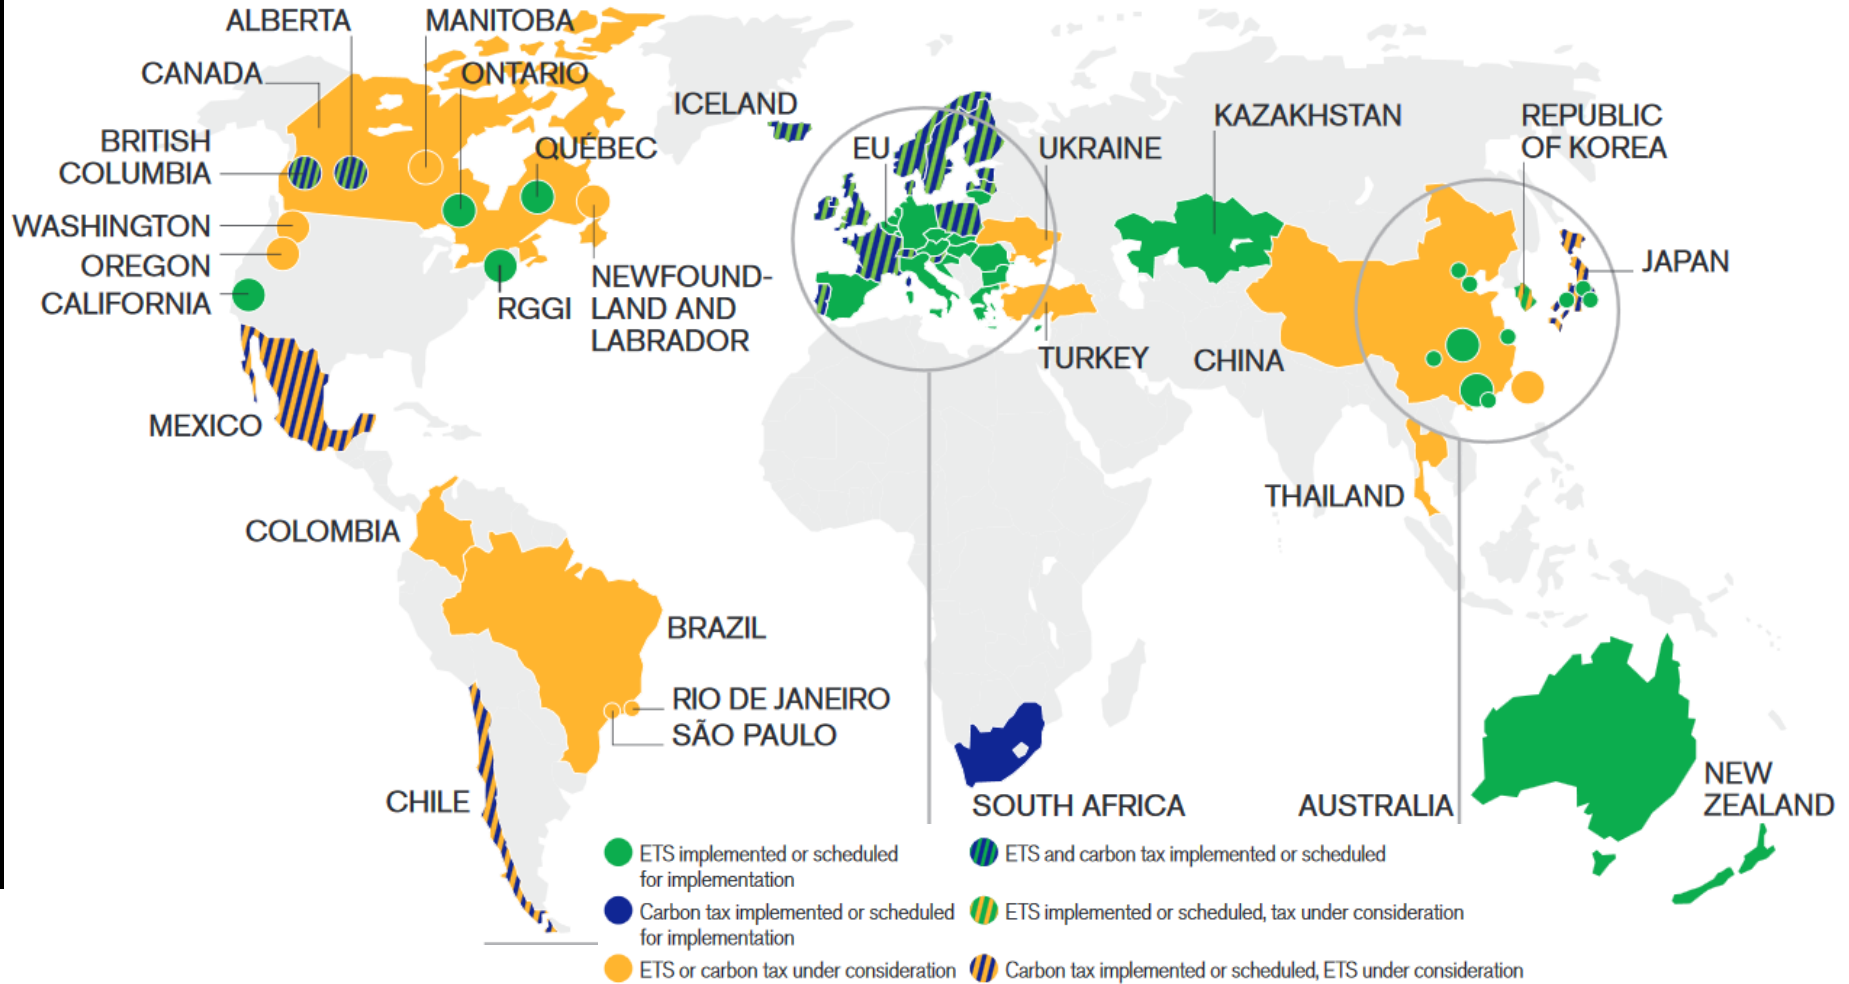 ALBERTA
MANITOBA
CANADA
ONTARIO
ICELAND
BRITISH
COLUMBIA
QUÉBEC
EU
UKRAINE
KAZAKHSTAN
REPUBLIC
OF KOREA
WASHINGTON
OREGON
CALIFORNIA
RGGI
NEWFOUND-
LAND AND
LABRADOR
JAPAN
TURKEY
CHINA
MEXICO
THAILAND
COLOMBIA
BRAZIL
RIO DE JANEIRO
SÃO PAULO
CHILE
SOUTH AFRICA
AUSTRALIA
NEW
ZEALAND
ETS implemented or scheduled
for implementation
Carbon tax implemented or scheduled
for implementation
ETS or carbon tax under consideration
ETS and carbon tax implemented or scheduled
ETS implemented or scheduled, tax under consideration
Carbon tax implemented or scheduled, ETS under consideration